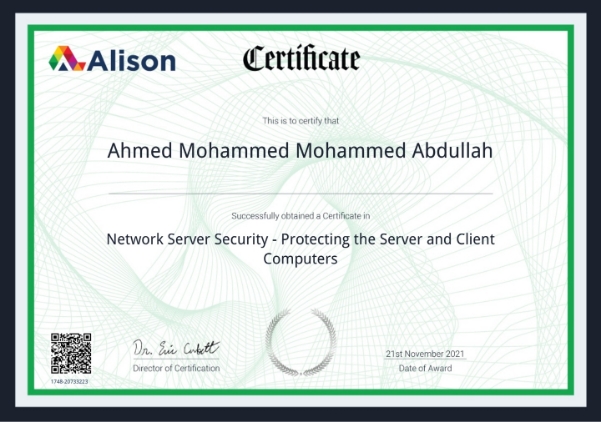 Alison
Certificate
This is to certify that
Ahmed Mohammed Mohammed Abdullah
Successfully obtained a Certificate in
Network Server Security - Protecting the Server and Client
Computers
Dr. Eric Corbett
Director of Certification
21st November 2021
Date of Award
1748-20733223